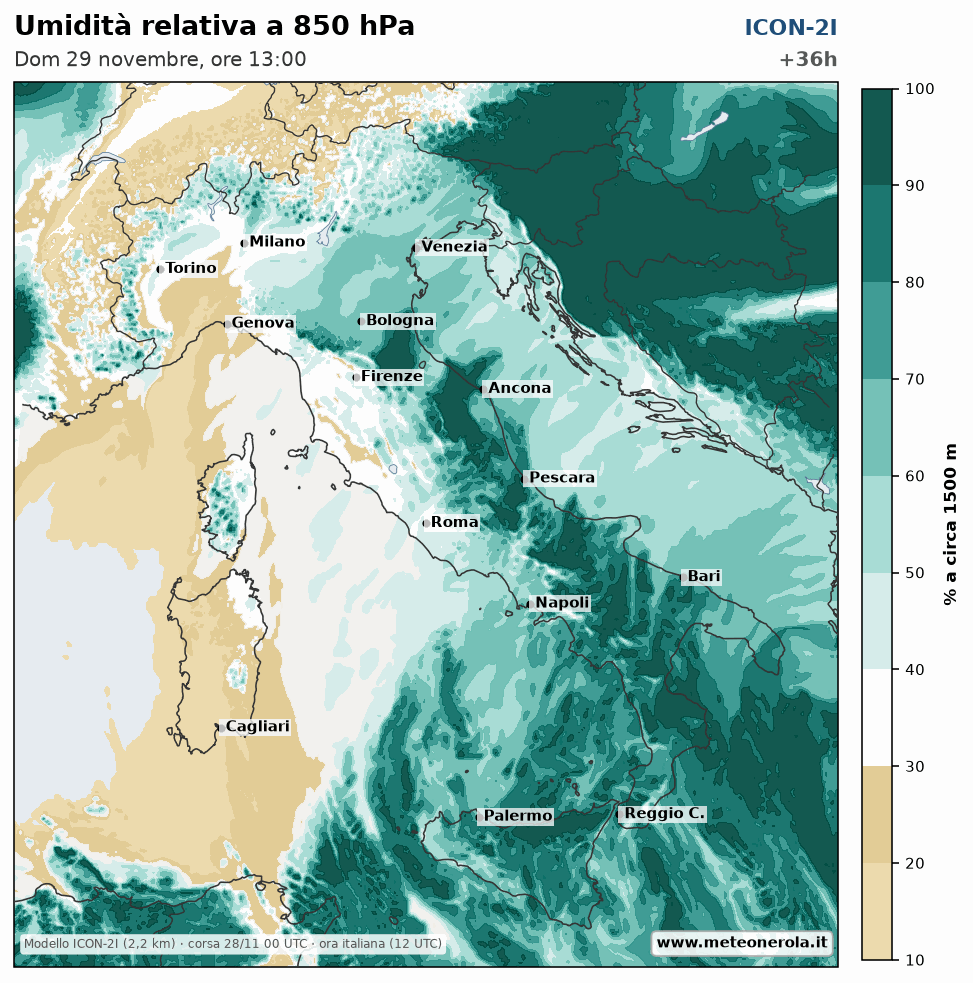 Umidità relativa a 850 hPa
ICON-2I
Dom 29 novembre, ore 13:00
+36h
100
90
80
70
60
50
40
30
20
10
% a circa 1500 m
Milano
Venezia
Torino
Genova
Bologna
Firenze
Ancona
Pescara
Roma
Bari
Napoli
Cagliari
Palermo
Reggio C.
Modello ICON-2I (2,2 km) · corsa 28/11 00 UTC · ora italiana (12 UTC)
www.meteonerola.it